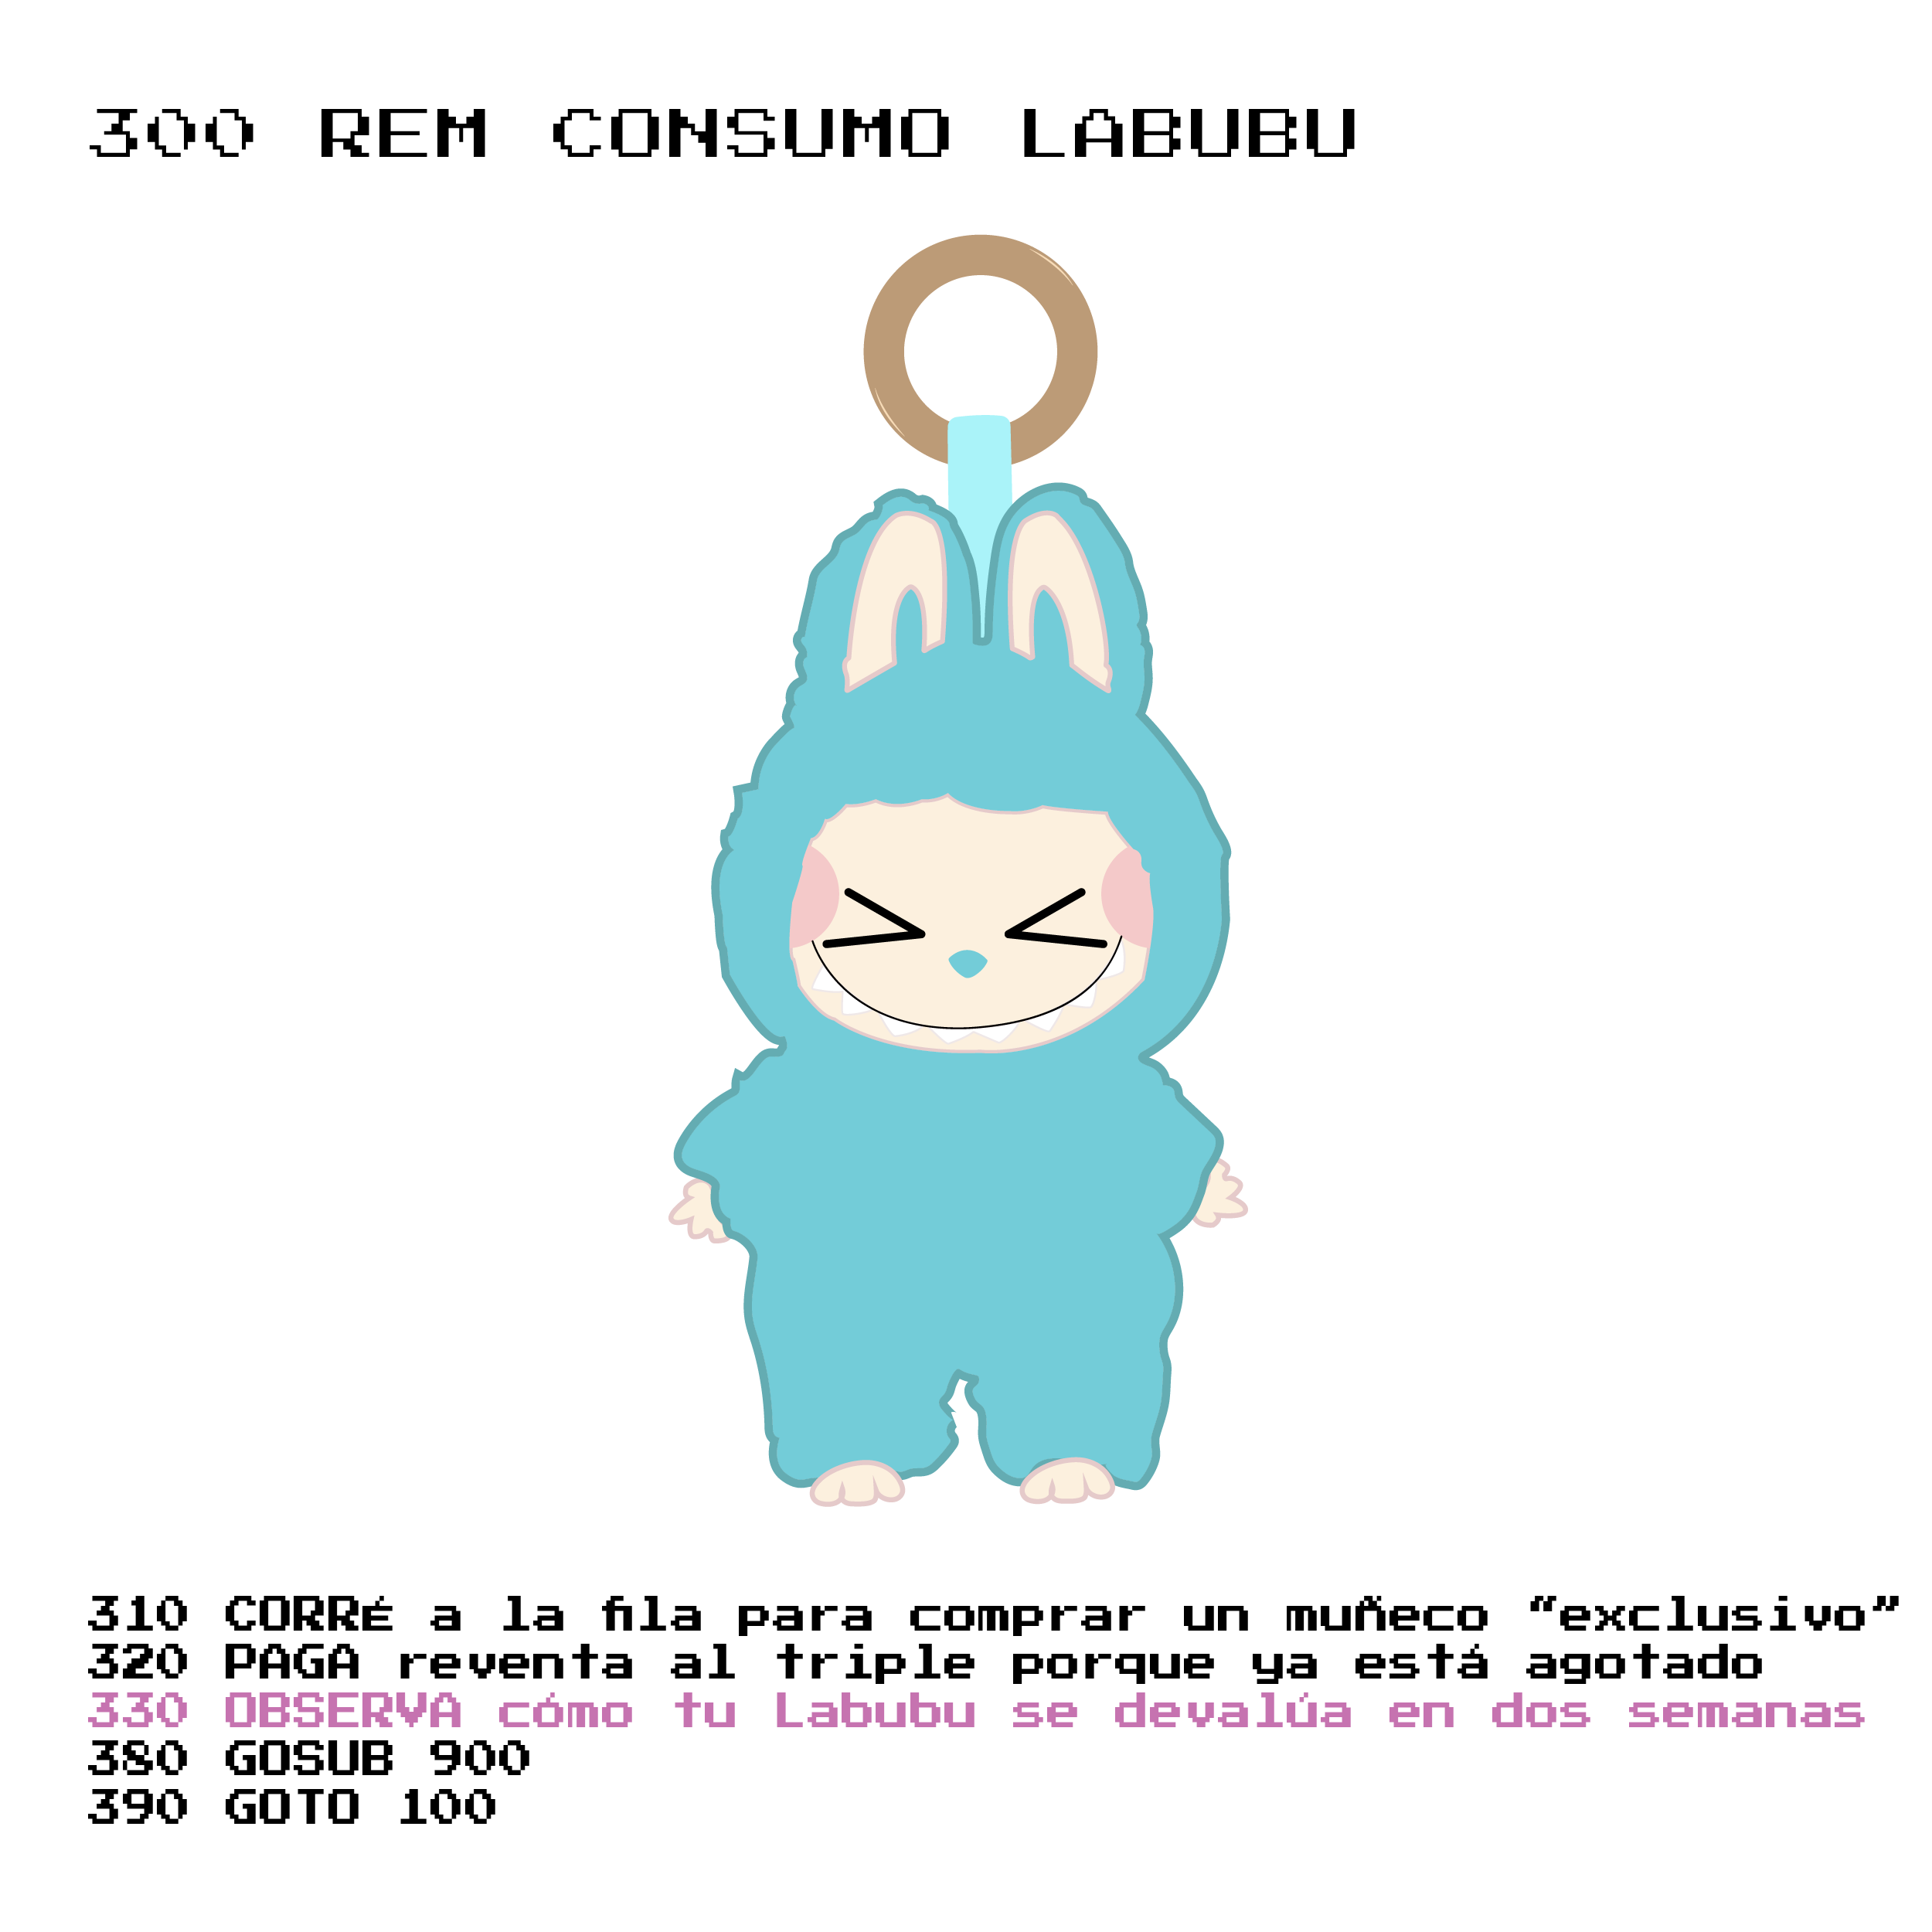 300 REM CONSUMO LABUBU
310 CORRÉ a la fila para comprar un muñeco “exclusivo”
320 PAGA reventa al triple porque ya está agotado
330 OBSERVA cómo tu Labubu se devalúa en dos semanas
350 GOSUB 900
390 GOTO 100